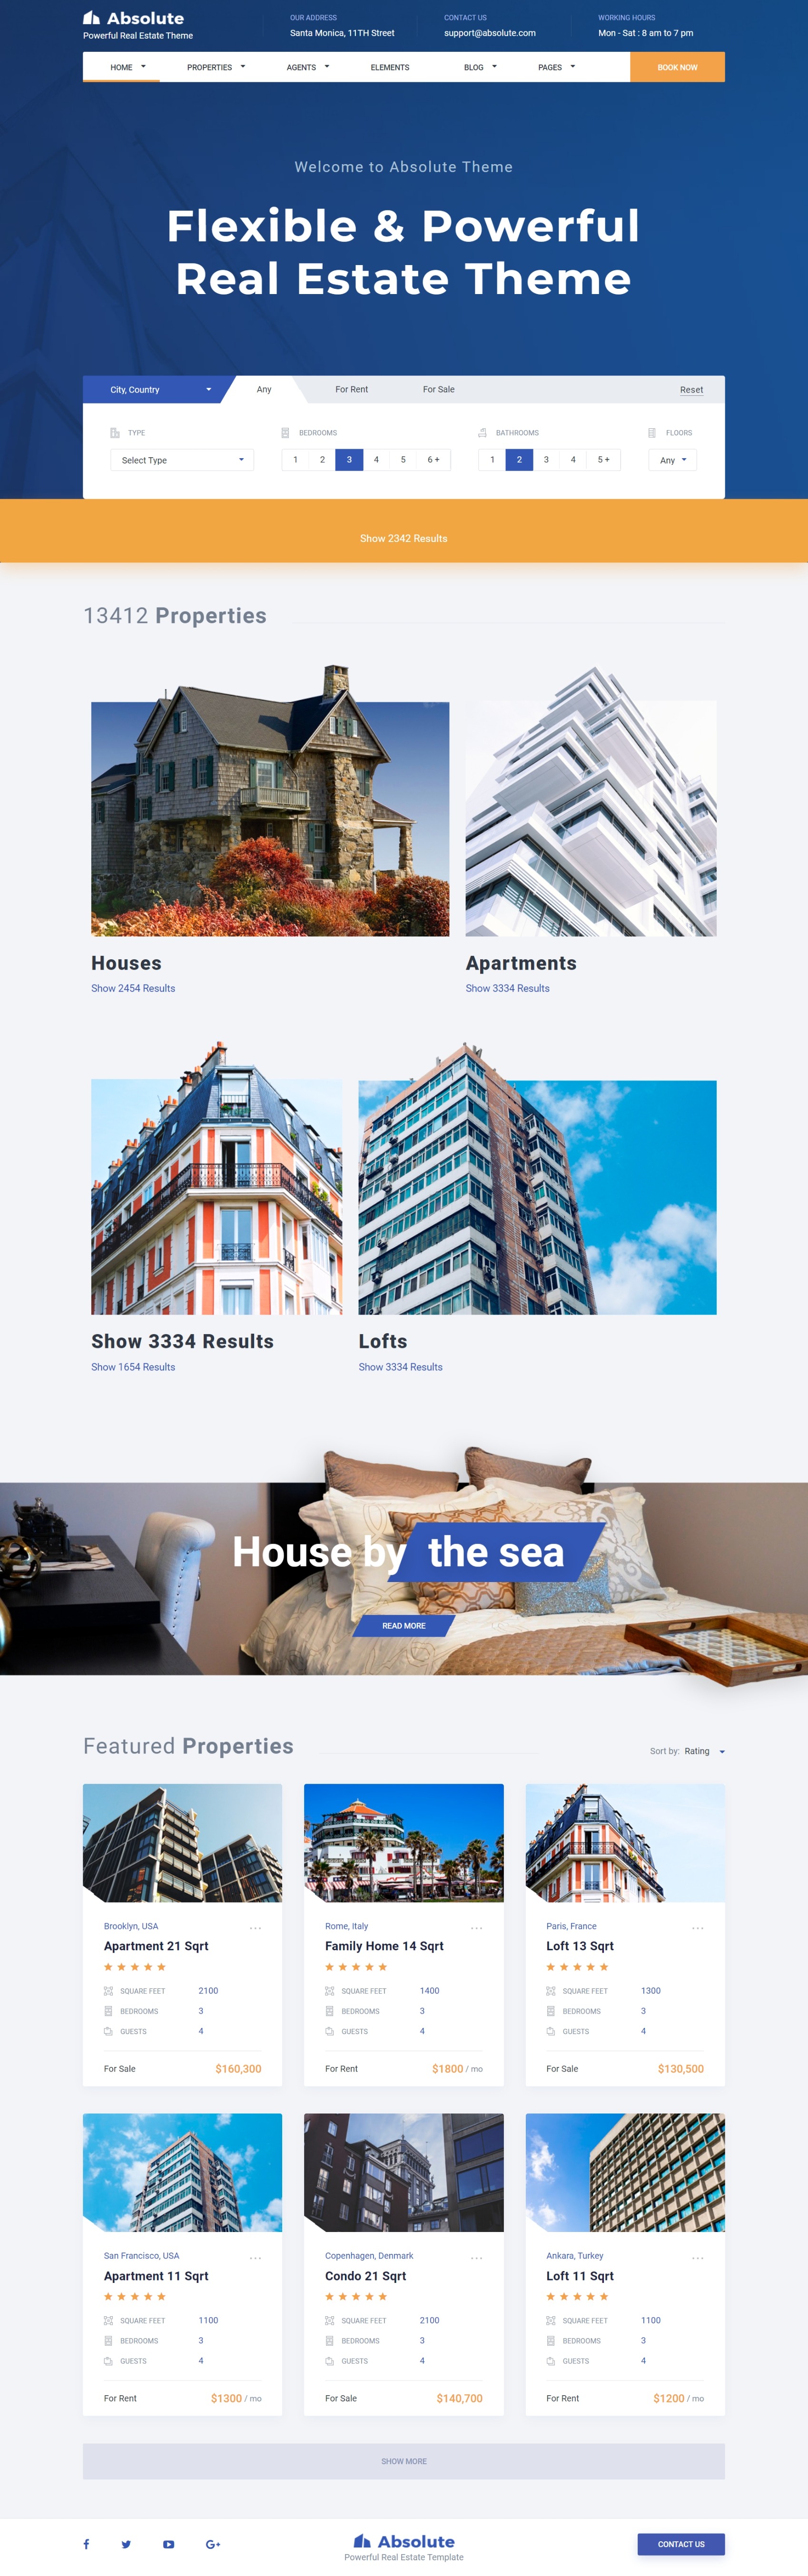 Absolute
Powerful Real Estate Theme
OUR ADDRESS
Santa Monica, 11TH Street
CONTACT US
support@absolute.com
WORKING HOURS
Mon - Sat : 8 am to 7 pm
HOME PROPERTIES AGENTS ELEMENTS BLOG PAGES BOOK NOW
Welcome to Absolute Theme
Flexible & Powerful
Real Estate Theme
City, Country Any For Rent For Sale Reset
TYPE BEDROOMS BATHROOMS FLOORS
Select Type 1 2 3 4 5 6 + 1 2 3 4 5 + Any
Show 2342 Results
13412 Properties
Houses
Show 2454 Results
Apartments
Show 3334 Results
Show 3334 Results
Show 1654 Results
Lofts
Show 3334 Results
House by the sea
READ MORE
Featured Properties
Sort by: Rating
Brooklyn, USA
Apartment 21 Sqrt
SQUARE FEET 2100
BEDROOMS 3
GUESTS 4
For Sale $160,300
Rome, Italy
Family Home 14 Sqrt
SQUARE FEET 1400
BEDROOMS 3
GUESTS 4
For Rent $1800 / mo
Paris, France
Loft 13 Sqrt
SQUARE FEET 1300
BEDROOMS 3
GUESTS 4
For Sale $130,500
San Francisco, USA
Apartment 11 Sqrt
SQUARE FEET 1100
BEDROOMS 3
GUESTS 4
For Rent $1300 / mo
Copenhagen, Denmark
Condo 21 Sqrt
SQUARE FEET 2100
BEDROOMS 3
GUESTS 4
For Sale $140,700
Ankara, Turkey
Loft 11 Sqrt
SQUARE FEET 1100
BEDROOMS 3
GUESTS 4
For Rent $1200 / mo
SHOW MORE
Absolute
Powerful Real Estate Template
CONTACT US